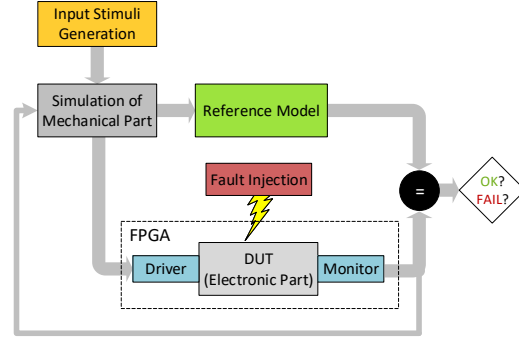 Input Stimuli
Generation
Simulation of
Mechanical Part
Reference Model
Fault Injection
=
OK?
FAIL?
FPGA
Driver
DUT
(Electronic Part)
Monitor